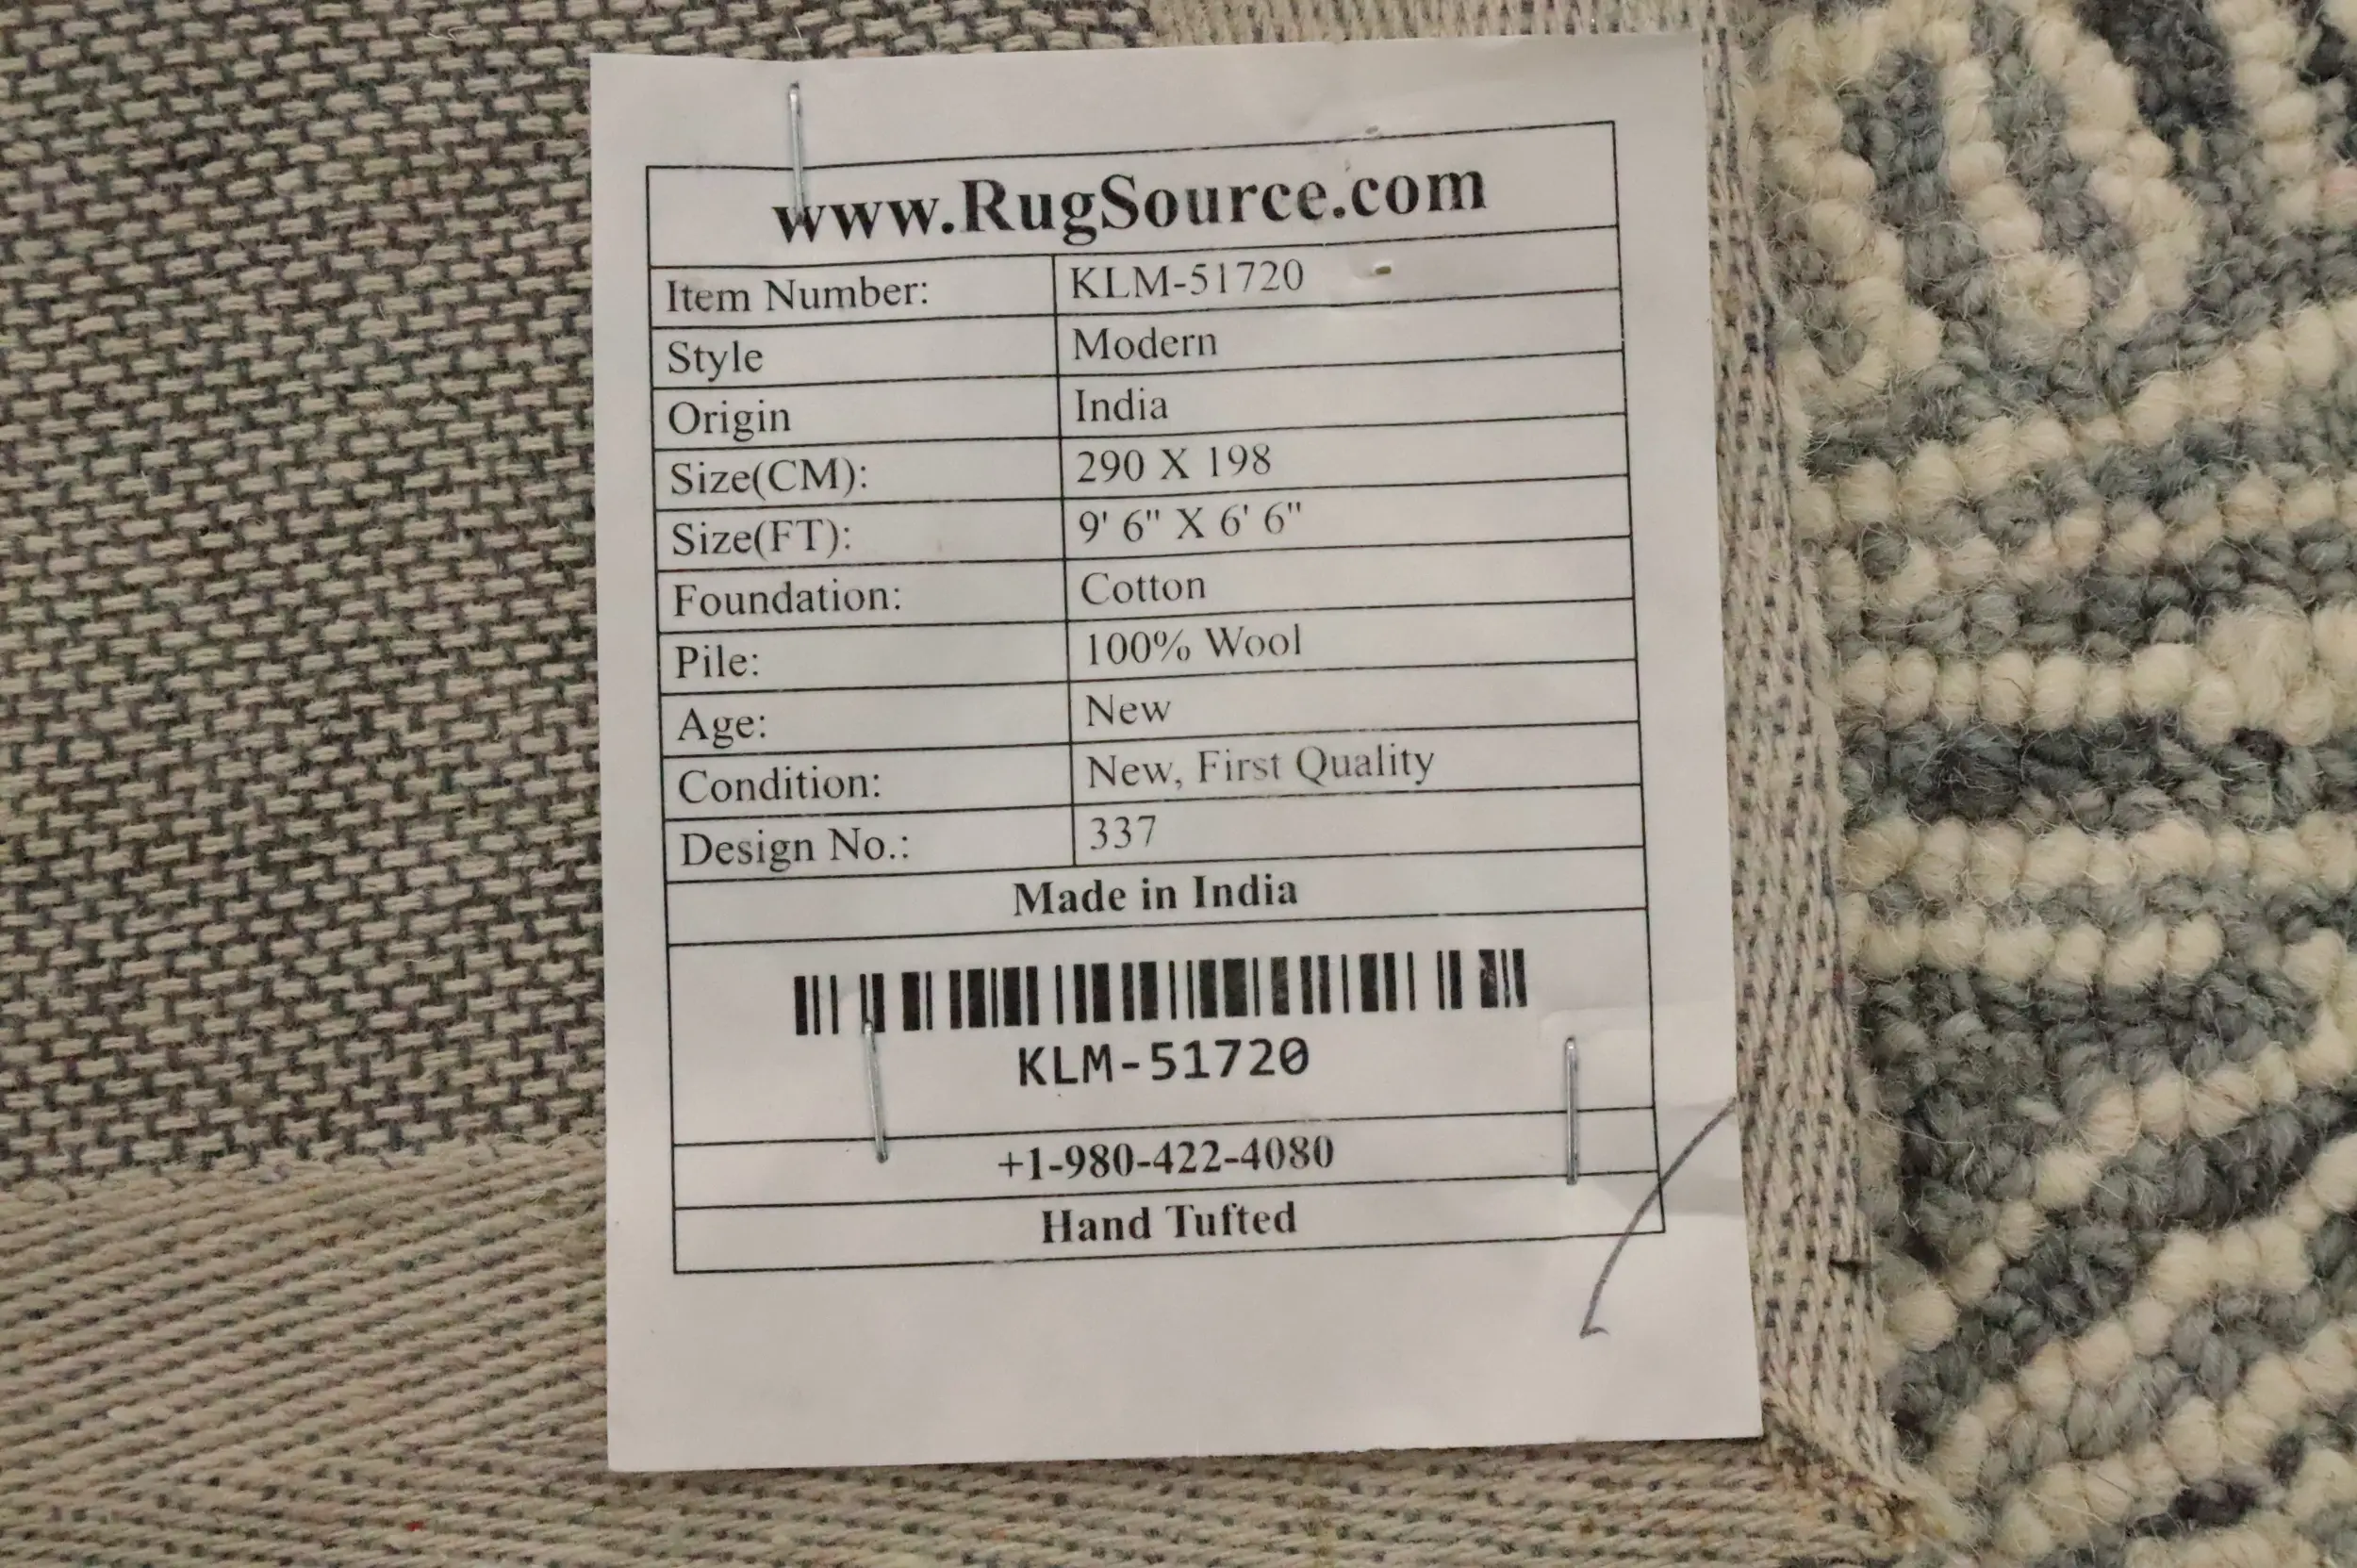 www.RugSource.com
Item Number: KLM-51720
Style Modern
Origin India
Size(CM): 290 X 198
Size(FT): 9' 6" X 6' 6"
Foundation: Cotton
Pile: 100% Wool
Age: New
Condition: New, First Quality
Design No.: 337
Made in India
KLM-51720
+1-980-422-4080
Hand Tufted